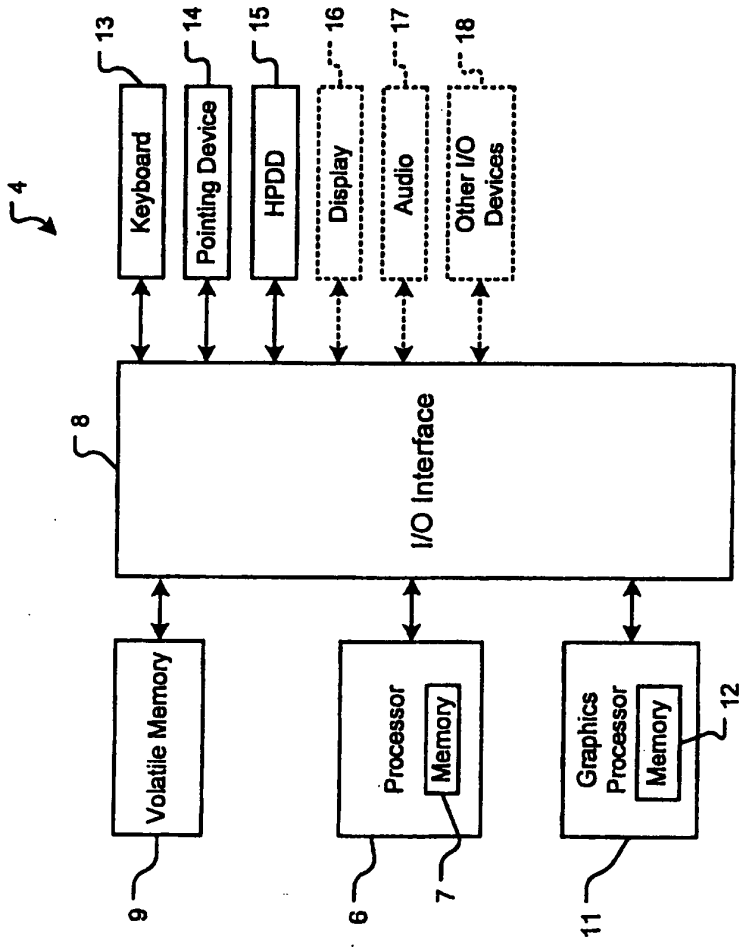 4
13
Keyboard
14
Pointing Device
15
HPDD
16
Display
17
Audio
18
Other I/O
Devices
8
I/O Interface
Volatile Memory
9
Processor
Memory
6
7
Graphics
Processor
Memory
11
12